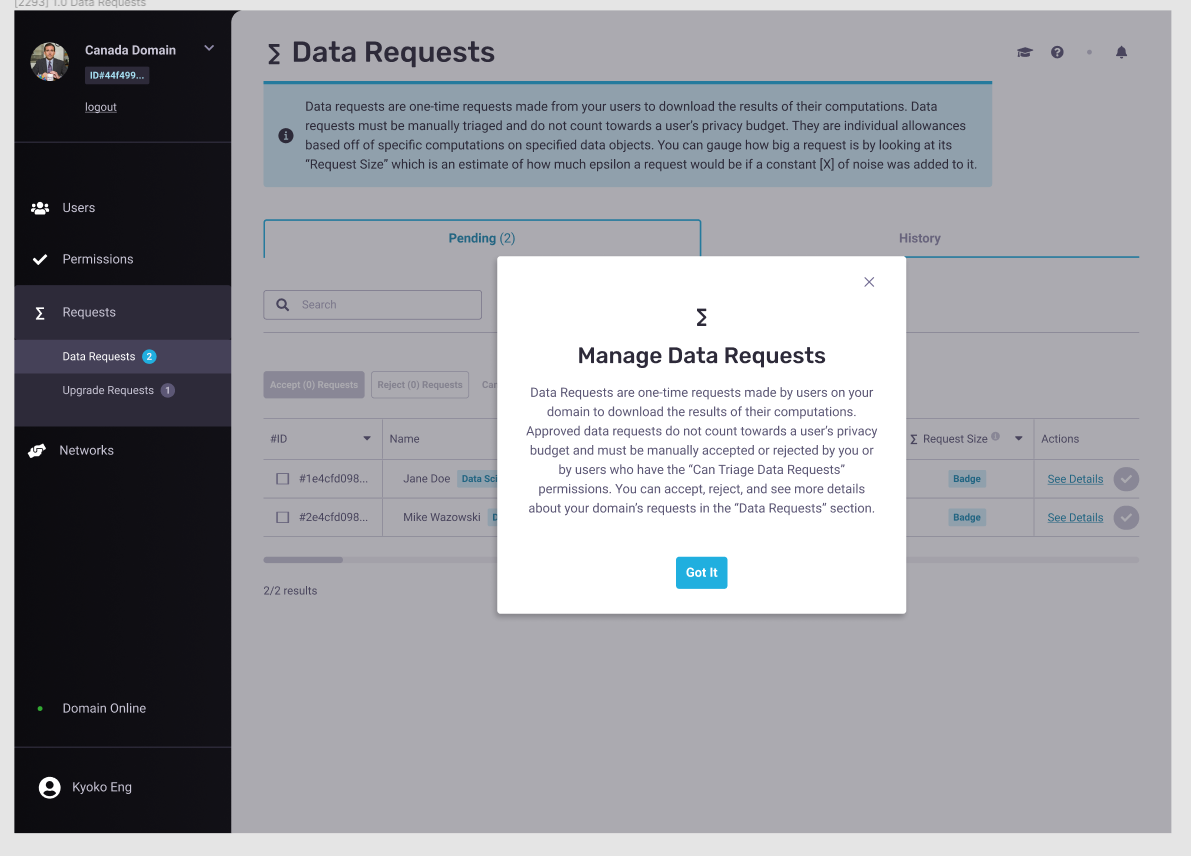 [2293] 1.0 Data Requests
Canada Domain
ID#44f499...
logout
Users
Permissions
Σ Requests
Data Requests 2
Upgrade Requests 1
Networks
Domain Online
Kyoko Eng
Σ Data Requests
Data requests are one-time requests made from your users to download the results of their computations. Data
requests must be manually triaged and do not count towards a user's privacy budget. They are individual allowances
based off of specific computations on specified data objects. You can gauge how big a request is by looking at its
“Request Size” which is an estimate of how much epsilon a request would be if a constant [X] of noise was added to it.
Pending (2)
History
Search
Accept (0) Requests
Reject (0) Requests
#ID
Name
Σ Request Size
Actions
#1e4cfd098...
Jane Doe
Data Sci
Badge
See Details
#2e4cfd098...
Mike Wazowski
Badge
See Details
2/2 results
Σ
Manage Data Requests
Data Requests are one-time requests made by users on your
domain to download the results of their computations.
Approved data requests do not count towards a user's privacy
budget and must be manually accepted or rejected by you or
by users who have the “Can Triage Data Requests”
permissions. You can accept, reject, and see more details
about your domain's requests in the “Data Requests” section.
Got It